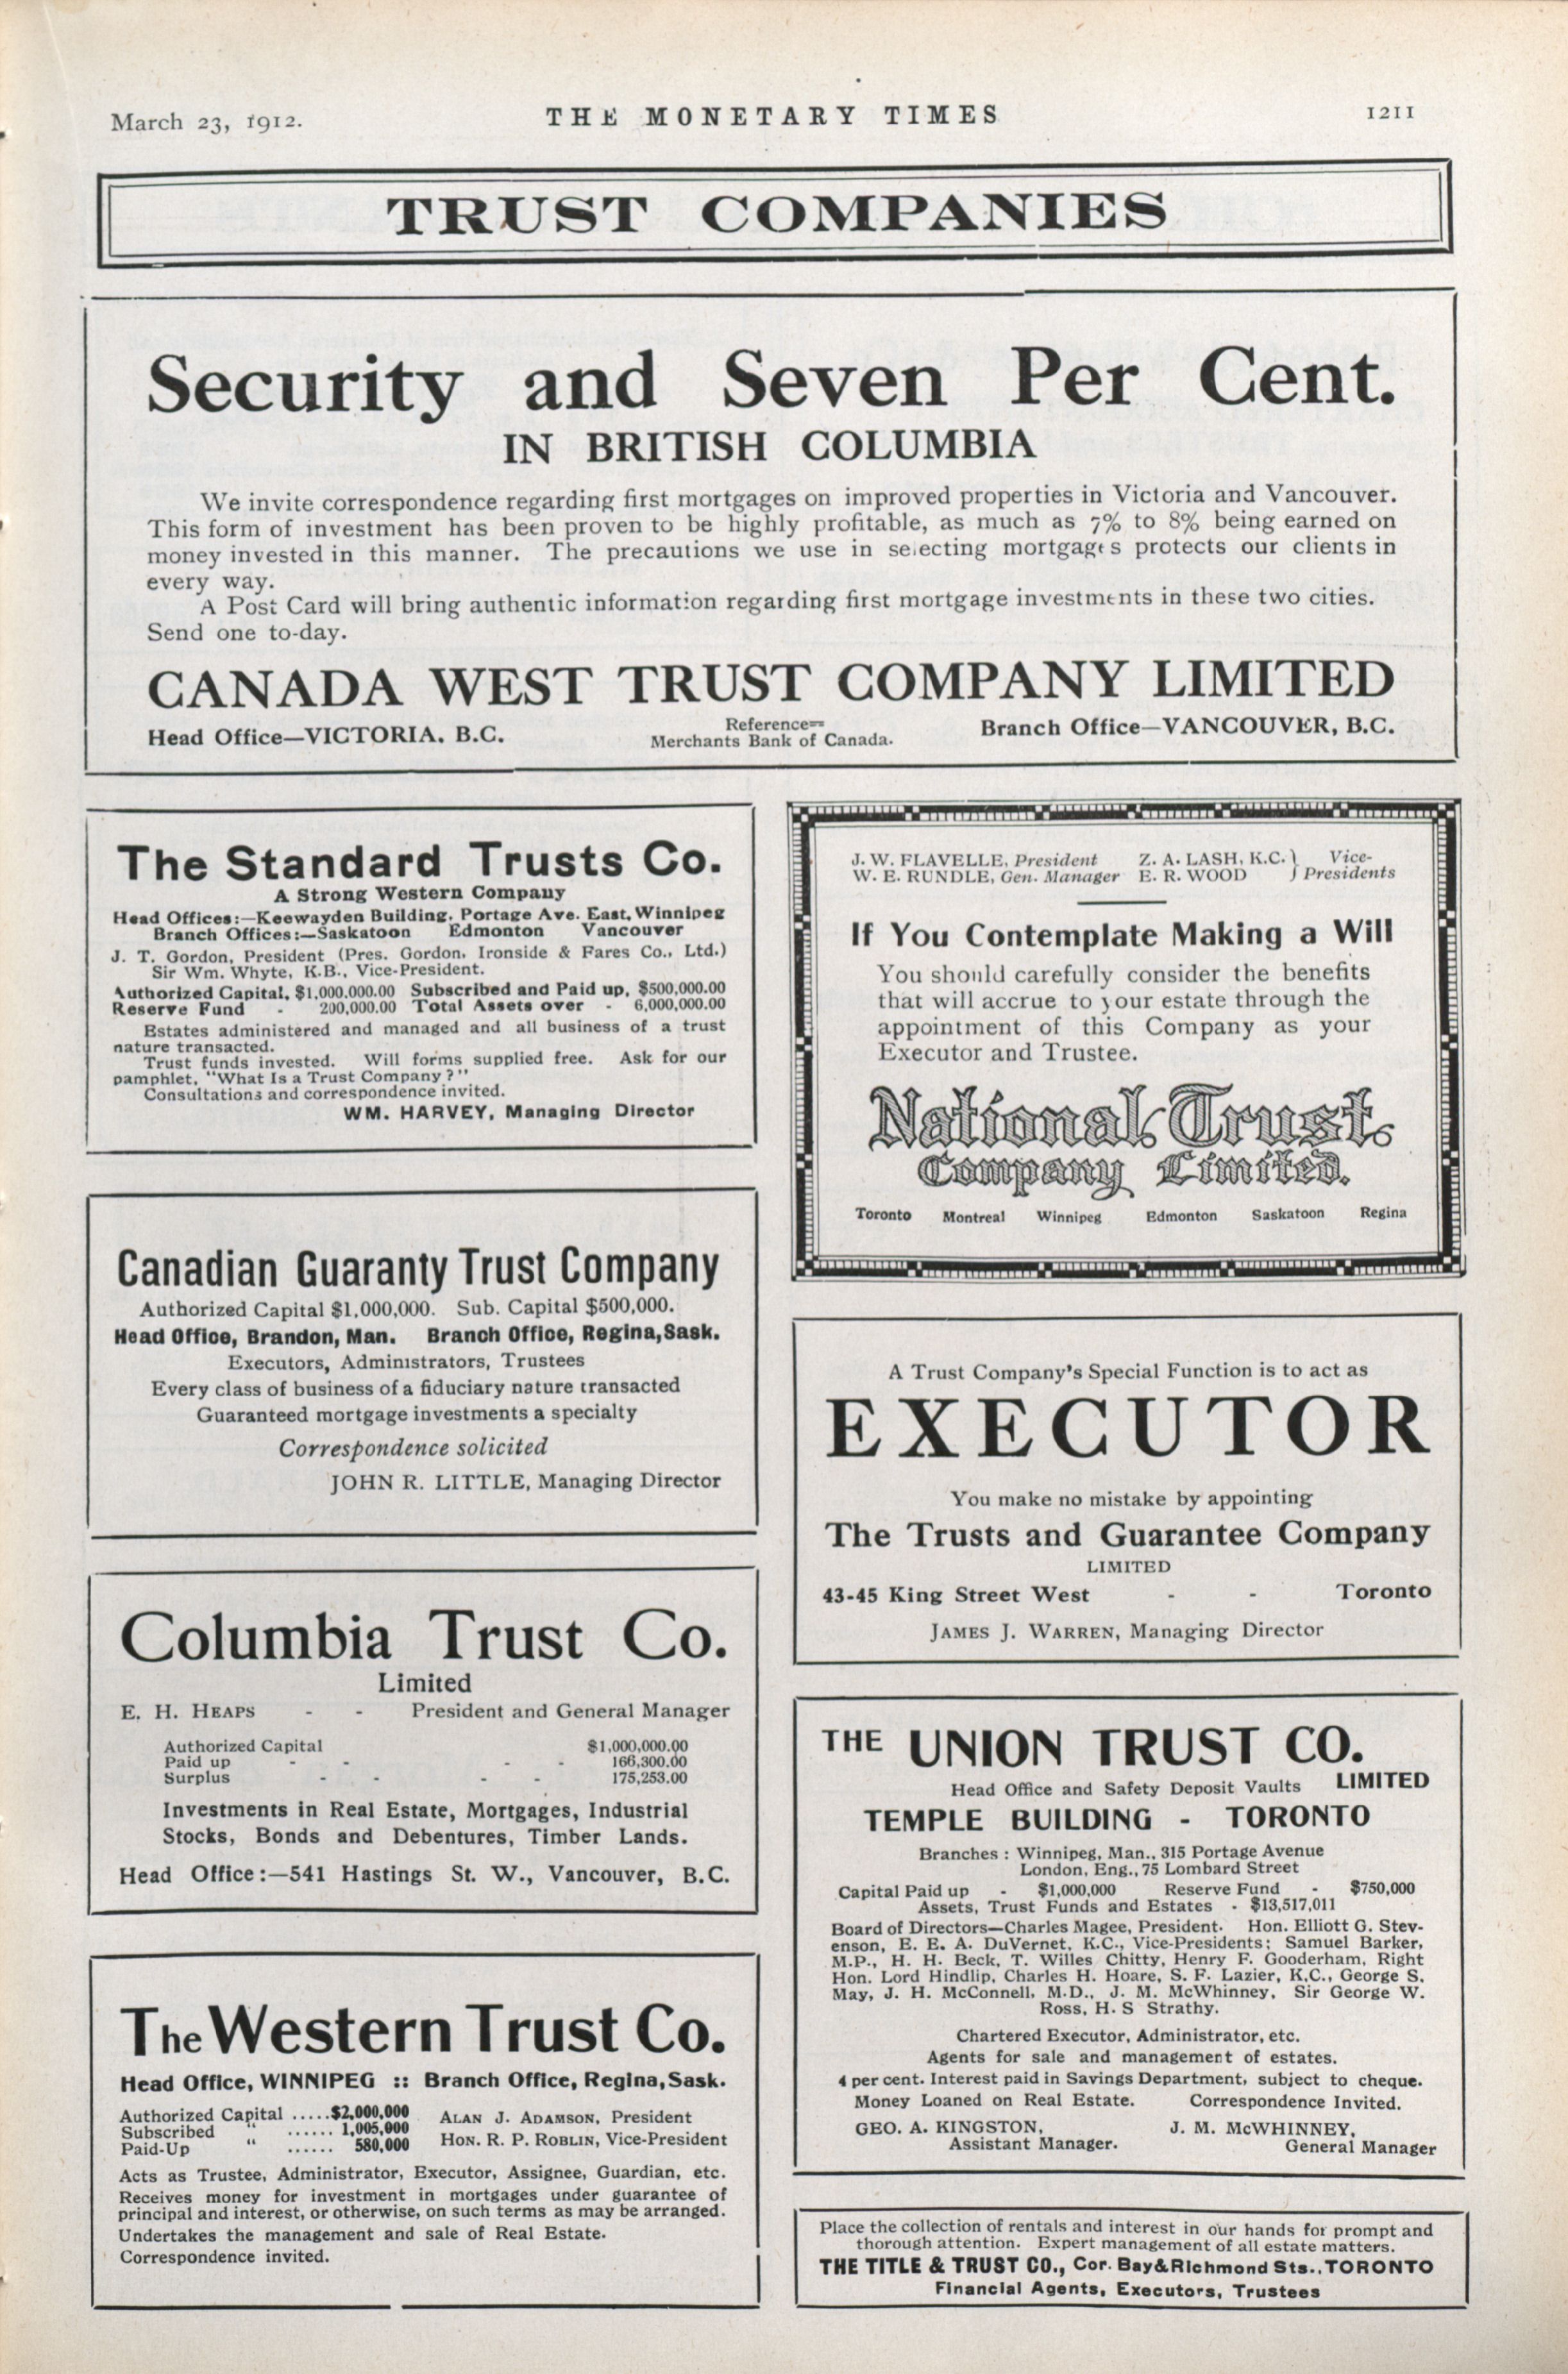 March 23, 1912.
THE MONETARY TIMES
1211
TRUST COMPANIES
Security and Seven Per Cent.
IN BRITISH COLUMBIA
We invite correspondence regarding first mortgages on improved properties in Victoria and Vancouver.
This form of investment has been proven to be highly profitable, as much as 7% to 8% being earned on
money invested in this manner. The precautions we use in selecting mortgages protects our clients in
every way.
A Post Card will bring authentic information regarding first mortgage investments in these two cities.
Send one to-day.
CANADA WEST TRUST COMPANY LIMITED
Head Office—VICTORIA. B.C.
Reference—
Merchants Bank of Canada.
Branch Office—VANCOUVER, B.C.
The Standard Trusts Co.
A Strong Western Company
Head Offices:—Keewayden Building, Portage Ave. East, Winnipeg
Branch Offices:—Saskatoon Edmonton Vancouver
J. T. Gordon, President (Pres. Gordon, Ironside & Fares Co., Ltd.)
Sir Wm. Whyte, K.B., Vice-President.
Authorized Capital, $1.000.000.00 Subscribed and Paid up, $500,000.00
Reserve Fund - 200,000.00 Total Assets over - 6,000,000.00
Estates administered and managed and all business of a trust
nature transacted.
Trust funds invested. Will forms supplied free. Ask for our
pamphlet, "What Is a Trust Company?"
Consultations and correspondence invited.
WM. HARVEY, Managing Director
Canadian Guaranty Trust Company
Authorized Capital $1,000,000. Sub. Capital $500,000.
Head Office, Brandon, Man. Branch Office, Regina, Sask.
Executors, Administrators, Trustees
Every class of business of a fiduciary nature transacted
Guaranteed mortgage investments a specialty
Correspondence solicited
JOHN R. LITTLE, Managing Director
Columbia Trust Co.
Limited
E. H. HEAPS - - President and General Manager
Authorized Capital $1,000,000.00
Paid up - - - - 166,300.00
Surplus - - - - 175,253.00
Investments in Real Estate, Mortgages, Industrial
Stocks, Bonds and Debentures, Timber Lands.
Head Office:—541 Hastings St. W., Vancouver, B.C.
The Western Trust Co.
Head Office, WINNIPEG :: Branch Office, Regina, Sask.
Authorized Capital .....$2,000,000
Subscribed " ...... 1,005,000
Paid-Up " ...... 580,000
ALAN J. ADAMSON, President
HON. R. P. ROBLIN, Vice-President
Acts as Trustee, Administrator, Executor, Assignee, Guardian, etc.
Receives money for investment in mortgages under guarantee of
principal and interest, or otherwise, on such terms as may be arranged.
Undertakes the management and sale of Real Estate.
Correspondence invited.
J. W. FLAVELLE, President Z. A. LASH, K.C. } Vice-
W. E. RUNDLE, Gen. Manager E. R. WOOD } Presidents
If You Contemplate Making a Will
You should carefully consider the benefits
that will accrue to your estate through the
appointment of this Company as your
Executor and Trustee.
National Trust
Company Limited.
Toronto Montreal Winnipeg Edmonton Saskatoon Regina
A Trust Company's Special Function is to act as
EXECUTOR
You make no mistake by appointing
The Trusts and Guarantee Company
LIMITED
43-45 King Street West - - Toronto
JAMES J. WARREN, Managing Director
THE UNION TRUST CO.
LIMITED
Head Office and Safety Deposit Vaults
TEMPLE BUILDING - TORONTO
Branches : Winnipeg, Man., 315 Portage Avenue
London, Eng., 75 Lombard Street
Capital Paid up - $1,000,000 Reserve Fund - $750,000
Assets, Trust Funds and Estates - $13,517,011
Board of Directors—Charles Magee, President. Hon. Elliott G. Stev-
enson, E. E. A. DuVernet, K.C., Vice-Presidents; Samuel Barker,
M.P., H. H. Beck, T. Willes Chitty, Henry F. Gooderham, Right
Hon. Lord Hindlip, Charles H. Hoare, S. F. Lazier, K.C., George S.
May, J. H. McConnell, M.D., J. M. McWhinney, Sir George W.
Ross, H. S Strathy.
Chartered Executor, Administrator, etc.
Agents for sale and management of estates.
4 per cent. Interest paid in Savings Department, subject to cheque.
Money Loaned on Real Estate. Correspondence Invited.
GEO. A. KINGSTON,
Assistant Manager.
J. M. McWHINNEY,
General Manager
Place the collection of rentals and interest in our hands for prompt and
thorough attention. Expert management of all estate matters.
THE TITLE & TRUST CO., Cor. Bay & Richmond Sts., TORONTO
Financial Agents, Executors, Trustees